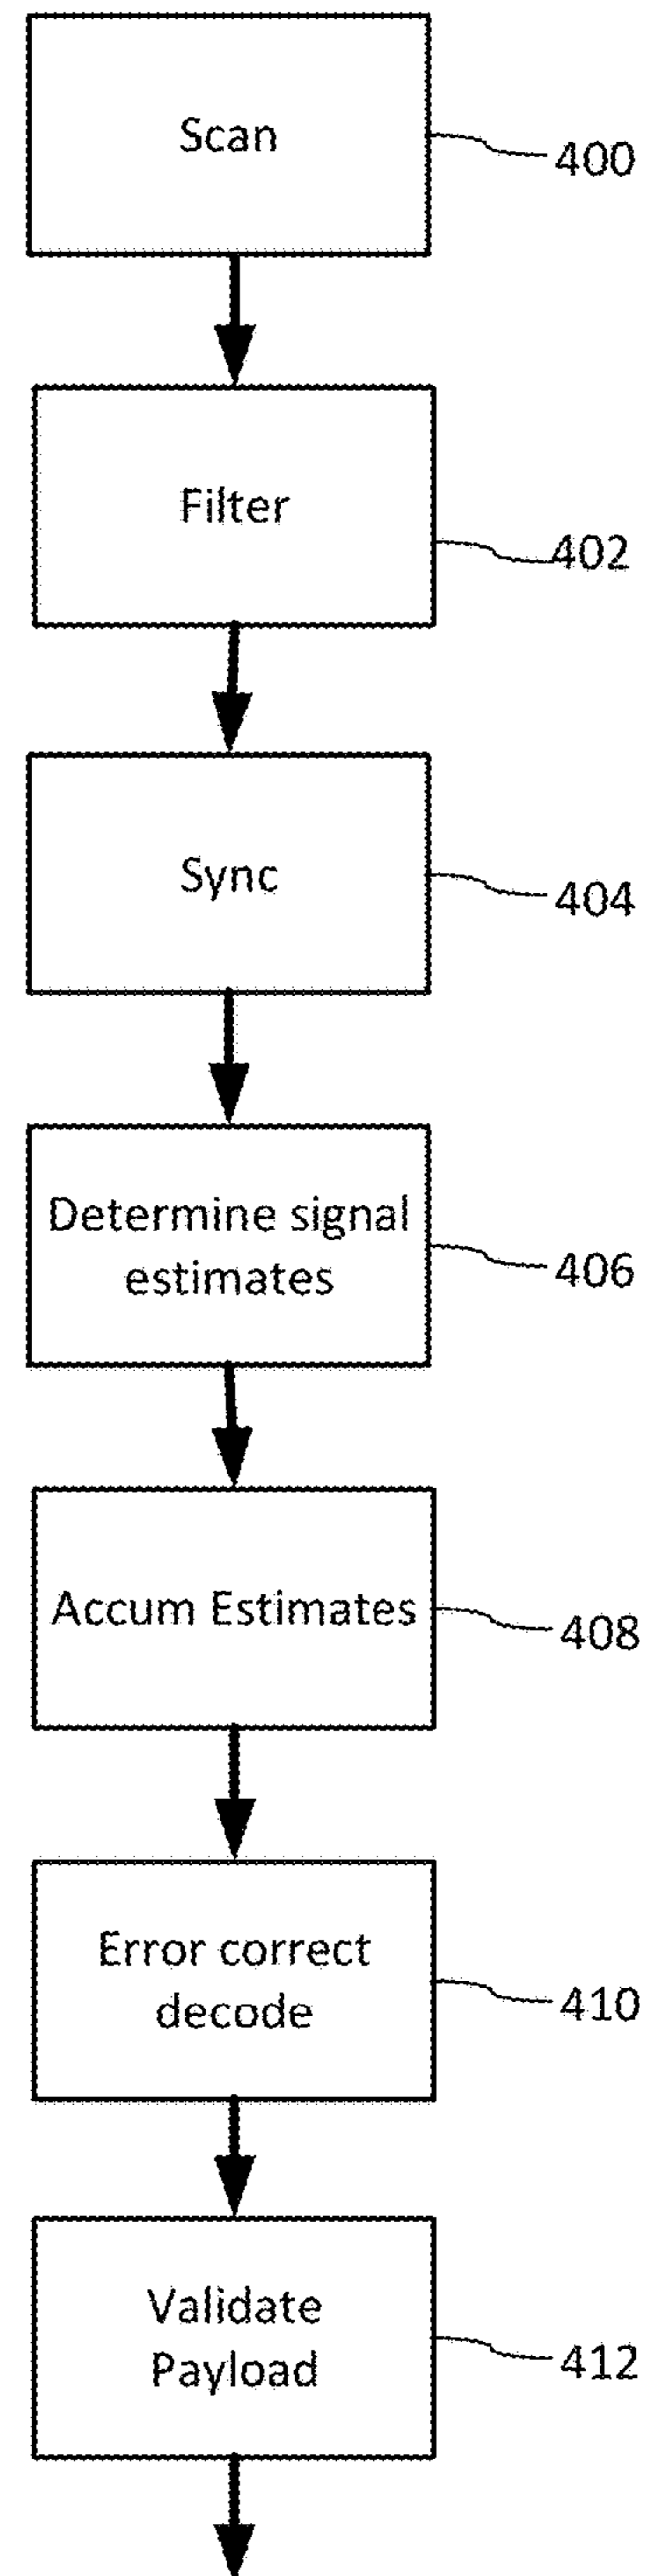 Scan
400
Filter
402
Sync
404
Determine signal
estimates
406
Accum Estimates
408
Error correct
decode
410
Validate
Payload
412